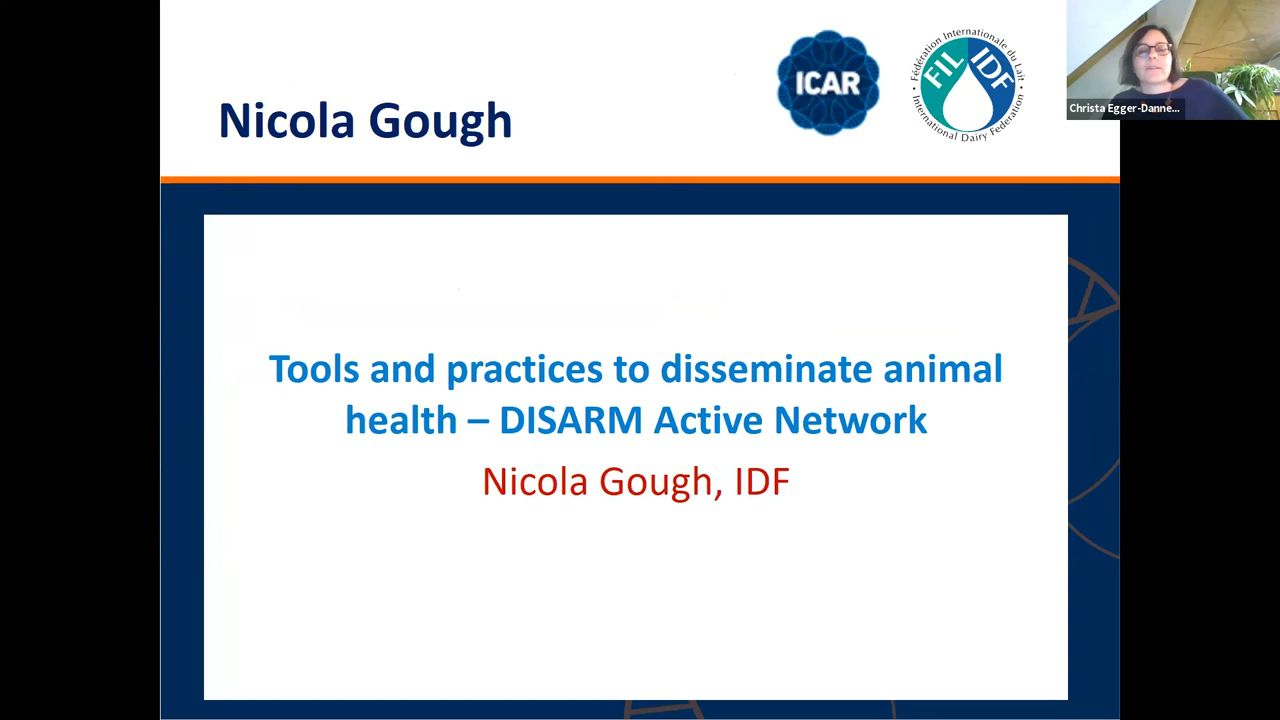 Nicola Gough
ICAR
FIL IDF
Fédération Internationale du Lait
International Dairy Federation
Christa Egger-Danne...
Tools and practices to disseminate animal
health – DISARM Active Network
Nicola Gough, IDF